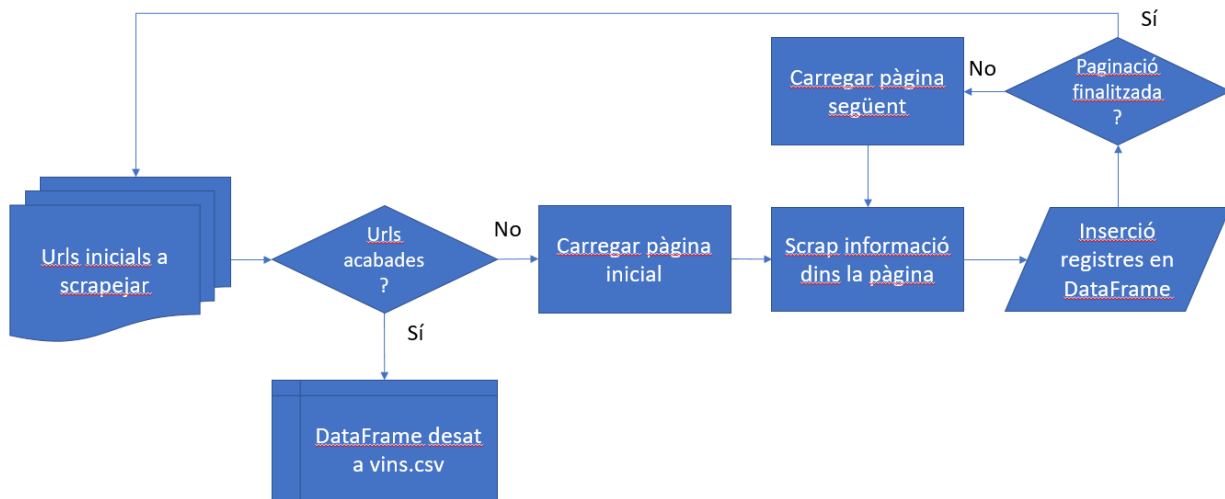 Sí
Carregar pàgina
següent
No
Paginació
finalitzada
?
Urls inicials a
scrapejar
Urls
acabades
?
No
Carregar pàgina
inicial
Scrap informació
dins la pàgina
Inserció
registres en
DataFrame
Sí
DataFrame desat
a vins.csv